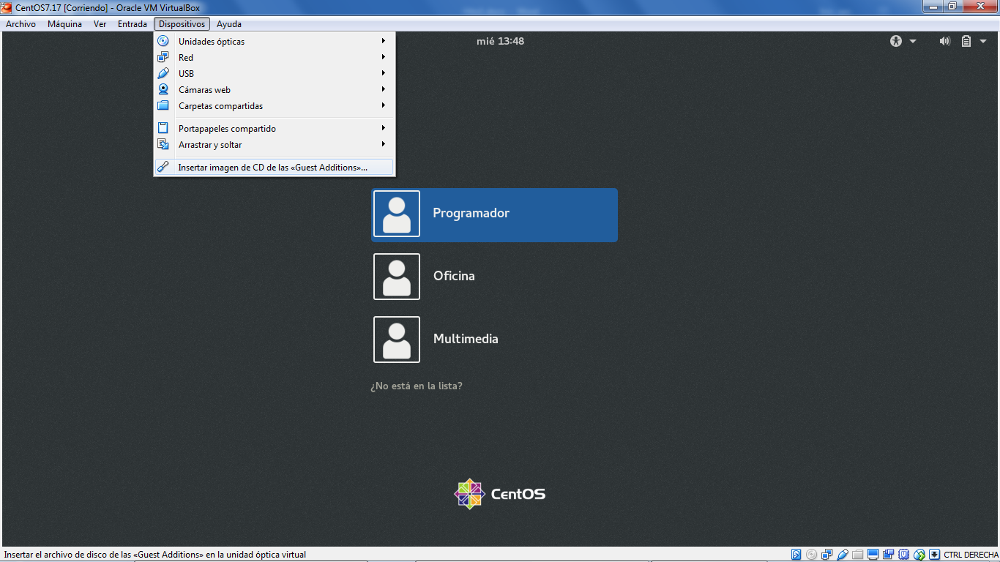 CentOS7.17 [Corriendo] - Oracle VM VirtualBox
Archivo Máquina Ver Entrada Dispositivos Ayuda
mié 13:48
Unidades ópticas
Red
USB
Cámaras web
Carpetas compartidas
Portapapeles compartido
Arrastrar y soltar
Insertar imagen de CD de las «Guest Additions»...
Programador
Oficina
Multimedia
¿No está en la lista?
CentOS
Insertar el archivo de disco de las «Guest Additions» en la unidad óptica virtual
CTRL DERECHA